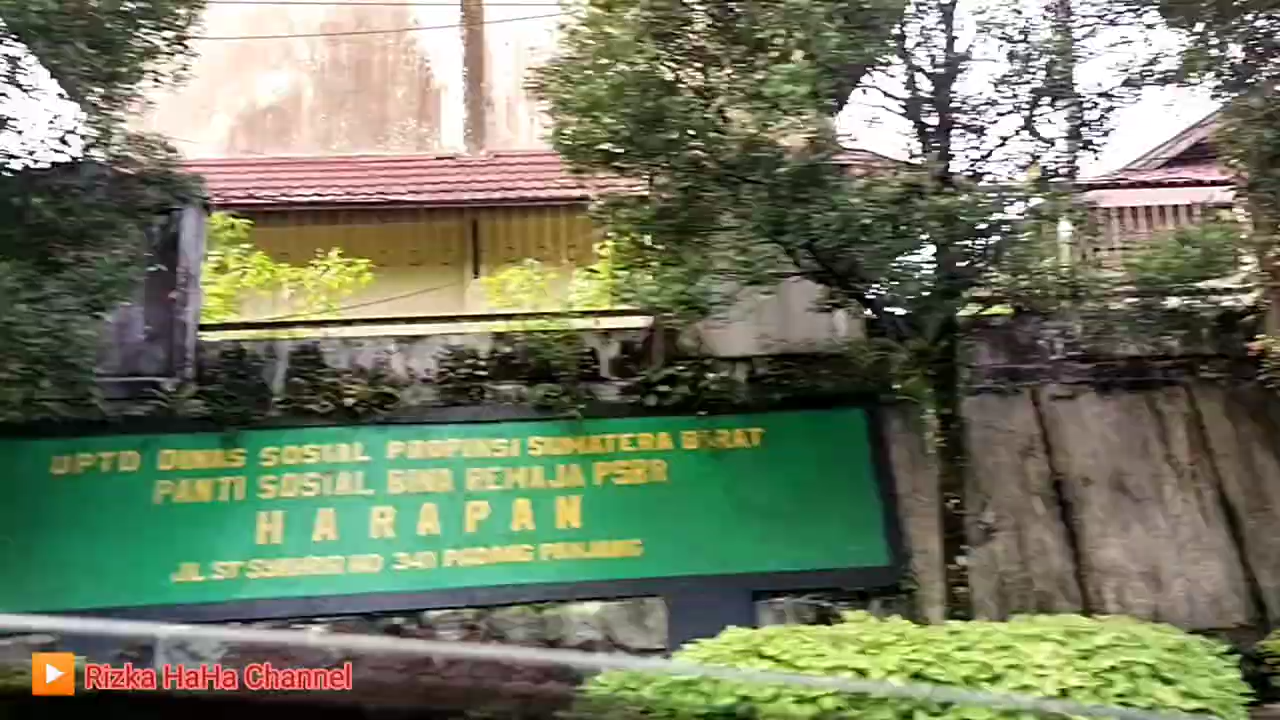 UPTD DINAS SOSIAL PROPINSI SUMATERA BARAT
PANTI SOSIAL BINA REMAJA PSBR
HARAPAN
JL. ST NO 340 PADANG PANJANG
Rizka HaHa Channel